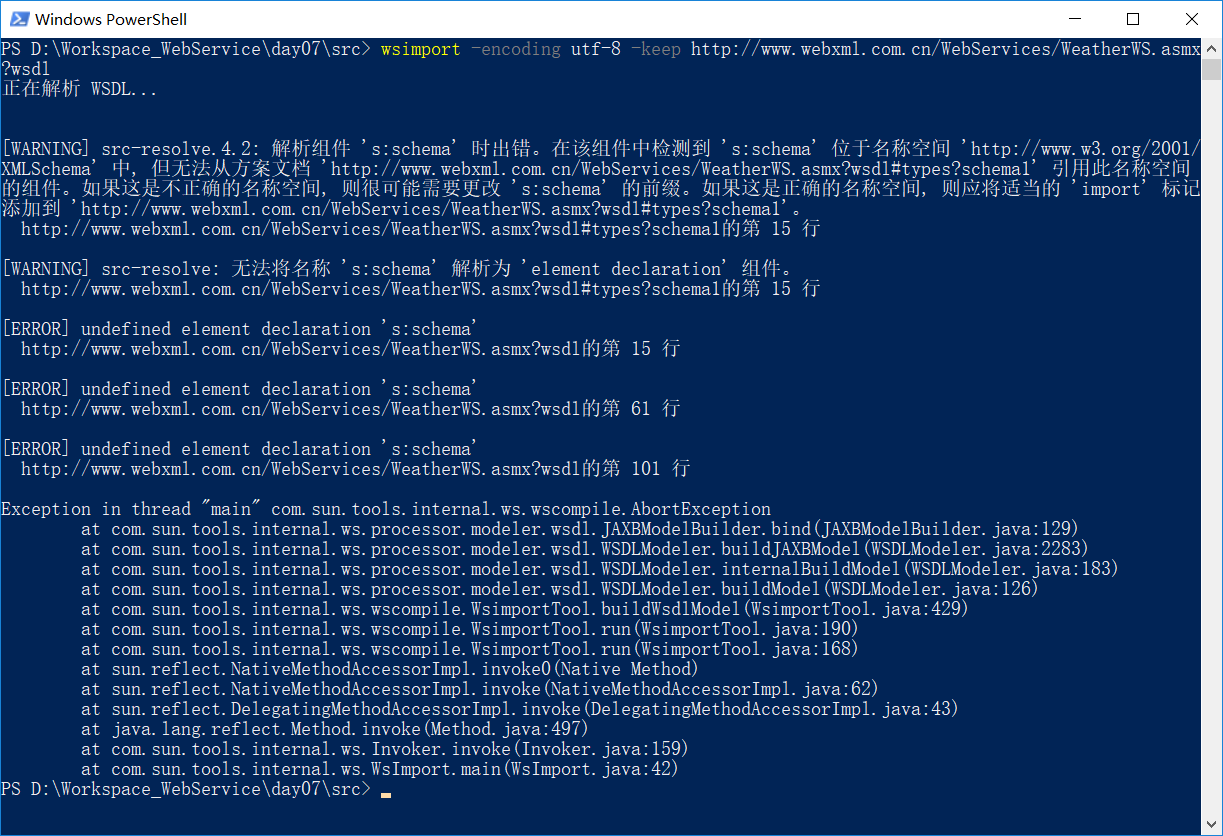 Windows PowerShell
PS D:\Workspace_WebService\day07\src> wsimport -encoding utf-8 -keep http://www.webxml.com.cn/WebServices/WeatherWS.asmx
?wsdl
正在解析 WSDL...
[WARNING] src-resolve.4.2: 解析组件 's:schema' 时出错。在该组件中检测到 's:schema' 位于名称空间 'http://www.w3.org/2001/
XMLSchema' 中, 但无法从方案文档 'http://www.webxml.com.cn/WebServices/WeatherWS.asmx?wsdl#types?schema1' 引用此名称空间
的组件。如果这是不正确的名称空间, 则很可能需要更改 's:schema' 的前缀。如果这是正确的名称空间, 则应将适当的 'import' 标记
添加到 'http://www.webxml.com.cn/WebServices/WeatherWS.asmx?wsdl#types?schema1'。
http://www.webxml.com.cn/WebServices/WeatherWS.asmx?wsdl#types?schema1的第 15 行
[WARNING] src-resolve: 无法将名称 's:schema' 解析为 'element declaration' 组件。
http://www.webxml.com.cn/WebServices/WeatherWS.asmx?wsdl#types?schema1的第 15 行
[ERROR] undefined element declaration 's:schema'
http://www.webxml.com.cn/WebServices/WeatherWS.asmx?wsdl的第 15 行
[ERROR] undefined element declaration 's:schema'
http://www.webxml.com.cn/WebServices/WeatherWS.asmx?wsdl的第 61 行
[ERROR] undefined element declaration 's:schema'
http://www.webxml.com.cn/WebServices/WeatherWS.asmx?wsdl的第 101 行
Exception in thread "main" com.sun.tools.internal.ws.wscompile.AbortException
at com.sun.tools.internal.ws.processor.modeler.wsdl.JAXBModelBuilder.bind(JAXBModelBuilder.java:129)
at com.sun.tools.internal.ws.processor.modeler.wsdl.WSDLModeler.buildJAXBModel(WSDLModeler.java:2283)
at com.sun.tools.internal.ws.processor.modeler.wsdl.WSDLModeler.internalBuildModel(WSDLModeler.java:183)
at com.sun.tools.internal.ws.processor.modeler.wsdl.WSDLModeler.buildModel(WSDLModeler.java:126)
at com.sun.tools.internal.ws.wscompile.WsimportTool.buildWsdlModel(WsimportTool.java:429)
at com.sun.tools.internal.ws.wscompile.WsimportTool.run(WsimportTool.java:190)
at com.sun.tools.internal.ws.wscompile.WsimportTool.run(WsimportTool.java:168)
at sun.reflect.NativeMethodAccessorImpl.invoke0(Native Method)
at sun.reflect.NativeMethodAccessorImpl.invoke(NativeMethodAccessorImpl.java:62)
at sun.reflect.DelegatingMethodAccessorImpl.invoke(DelegatingMethodAccessorImpl.java:43)
at java.lang.reflect.Method.invoke(Method.java:497)
at com.sun.tools.internal.ws.Invoker.invoke(Invoker.java:159)
at com.sun.tools.internal.ws.WsImport.main(WsImport.java:42)
PS D:\Workspace_WebService\day07\src>